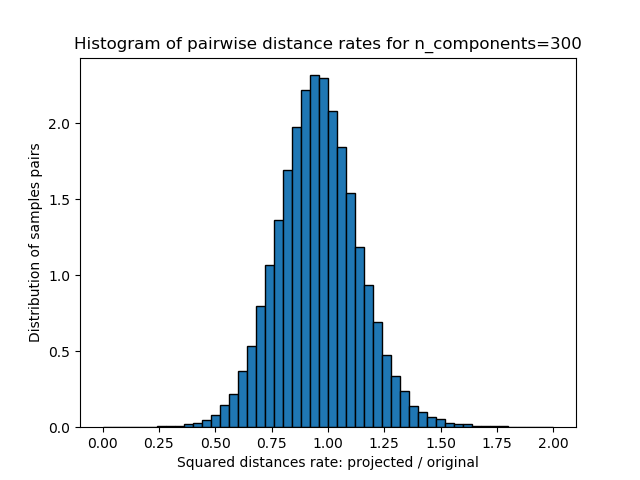 Histogram of pairwise distance rates for n_components=300
Distribution of samples pairs
2.0
1.5
1.0
0.5
0.0
0.00 0.25 0.50 0.75 1.00 1.25 1.50 1.75 2.00
Squared distances rate: projected / original